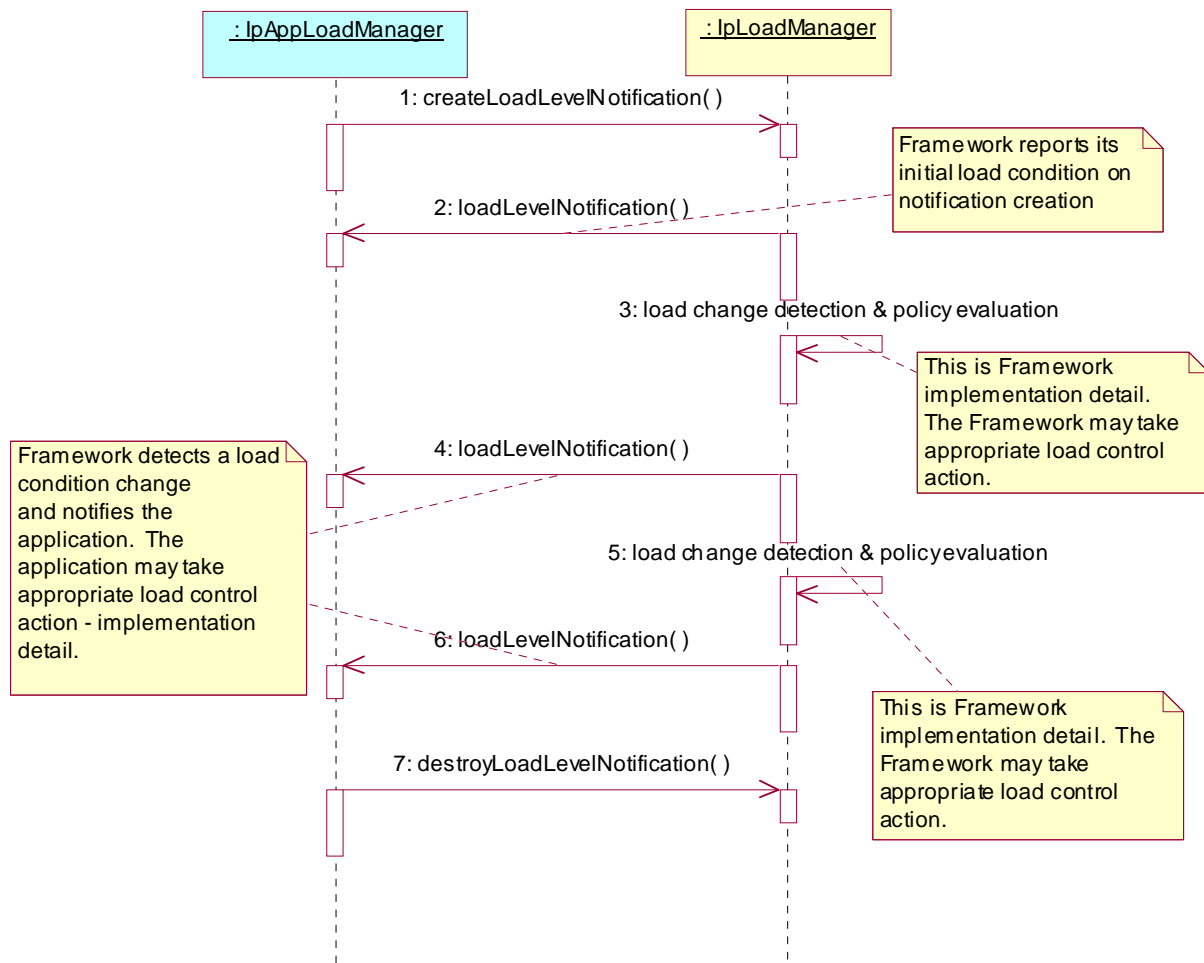 : IpAppLoadManager
: IpLoadManager
1: createLoadLevelNotification( )
Framework reports its
initial load condition on
notification creation
2: loadLevelNotification( )
3: load change detection & policy evaluation
This is Framework
implementation detail.
The Framework may take
appropriate load control
action.
4: loadLevelNotification( )
Framework detects a load
condition change
and notifies the
application. The
application may take
appropriate load control
action - implementation
detail.
5: load change detection & policy evaluation
6: loadLevelNotification( )
This is Framework
implementation detail. The
Framework may take
appropriate load control
action.
7: destroyLoadLevelNotification( )